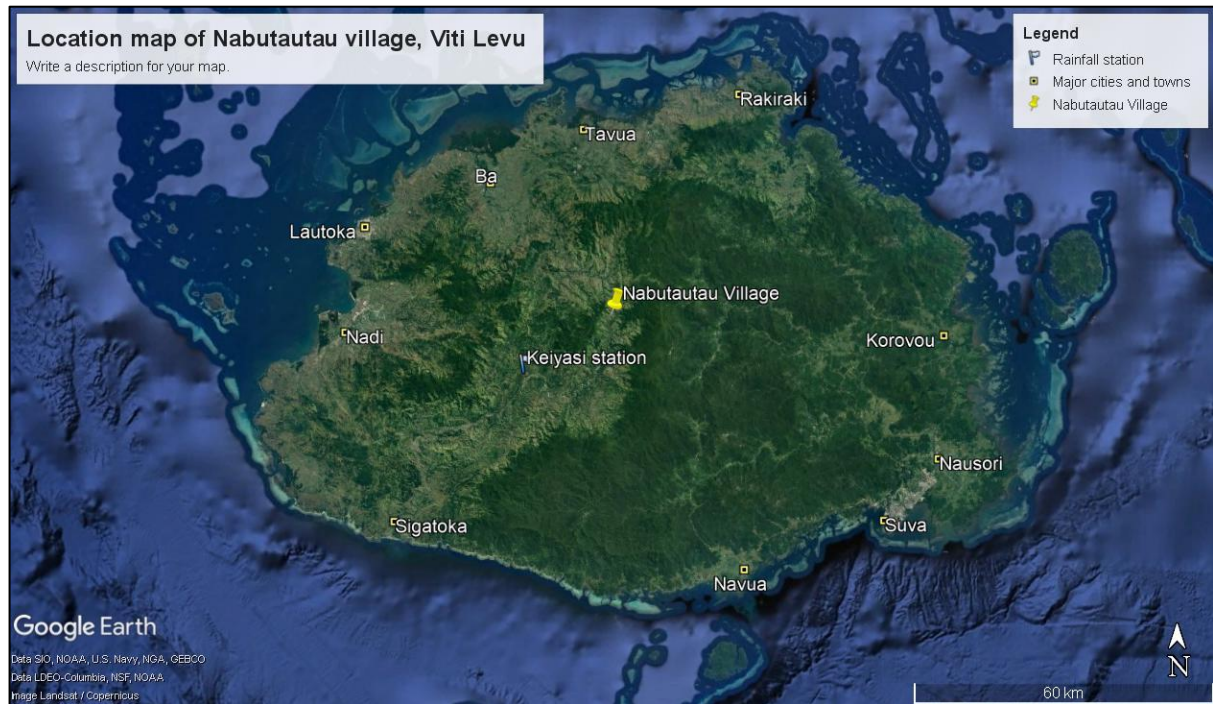 Location map of Nabutautau village, Viti Levu
Write a description for your map.
Legend
Rainfall station
Major cities and towns
Nabutautau Village
Rakiraki
Tavua
Ba
Lautoka
Nabutautau Village
Nadi
Korovou
Keiyasi station
Nausori
Sigatoka
Suva
Navua
Google Earth
Data SIO, NOAA, U.S. Navy, NGA, GEBCO
Data LDEO-Columbia, NSF, NOAA
Image Landsat / Copernicus
N
60 km